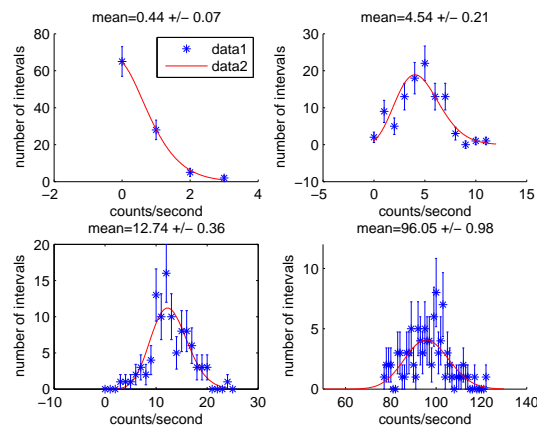 mean=0.44 +/- 0.07
80
60
40
20
0
−2
0
2
4
number of intervals
counts/second
data1
data2
mean=4.54 +/- 0.21
30
20
10
0
−10
−5
0
5
10
15
number of intervals
counts/second
mean=12.74 +/- 0.36
20
15
10
5
0
−10
0
10
20
30
number of intervals
counts/second
mean=96.05 +/- 0.98
10
5
0
60
80
100
120
140
number of intervals
counts/second